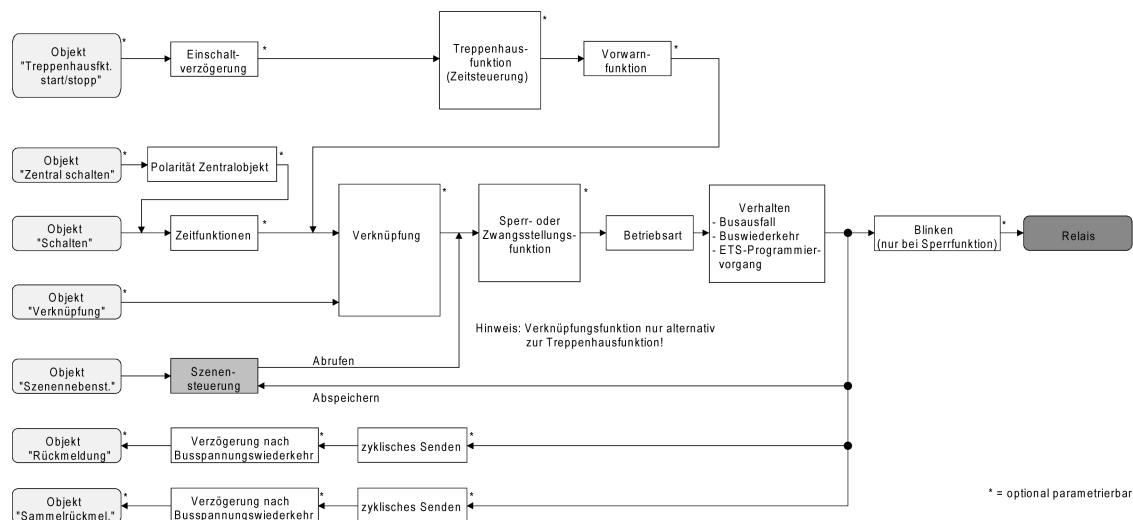 Objekt
"Treppenhausfkt.
start/stopp"
*
Einschalt-
verzögerung
*
Treppenhaus-
funktion
(Zeitsteuerung)
*
Vorwarn-
funktion
*
Objekt
"Zentral schalten"
*
Polarität Zentralobjekt
*
Objekt
"Schalten"
Zeitfunktionen
*
Verknüpfung
*
Sperr- oder
Zwangsstellungs-
funktion
*
Betriebsart
Verhalten
- Busausfall
- Buswiederkehr
- ETS-Programmier-
vorgang
Blinken
(nur bei Sperrfunktion)
*
Relais
Objekt
"Verknüpfung"
*
Hinweis: Verknüpfungsfunktion nur alternativ
zur Treppenhausfunktion!
Objekt
"Szenennebenst."
Szenen-
steuerung
Abrufen
Abspeichern
Objekt
"Rückmeldung"
*
Verzögerung nach
Busspannungswiederkehr
*
zyklisches Senden
*
Objekt
"Sammelrückmel."
*
Verzögerung nach
Busspannungswiederkehr
*
zyklisches Senden
*
* = optional parametrierbar